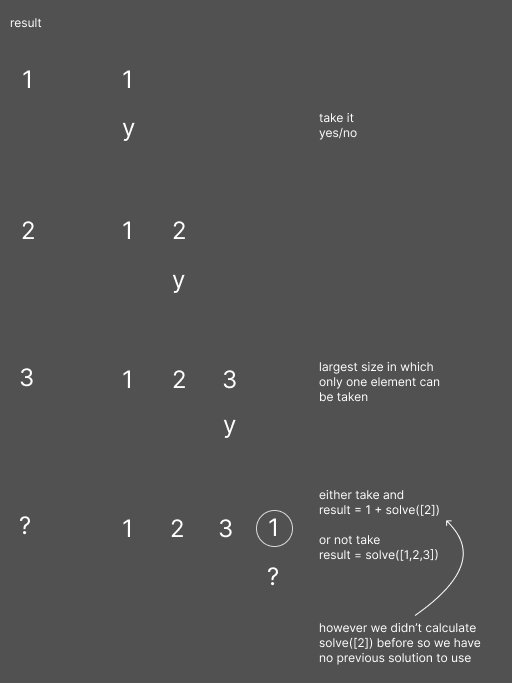 result
1 1
y
take it
yes/no
2 1 2
y
3 1 2 3
y
largest size in which
only one element can
be taken
? 1 2 3 1
?
either take and
result = 1 + solve([2])
or not take
result = solve([1,2,3])
however we didn't calculate
solve([2]) before so we have
no previous solution to use